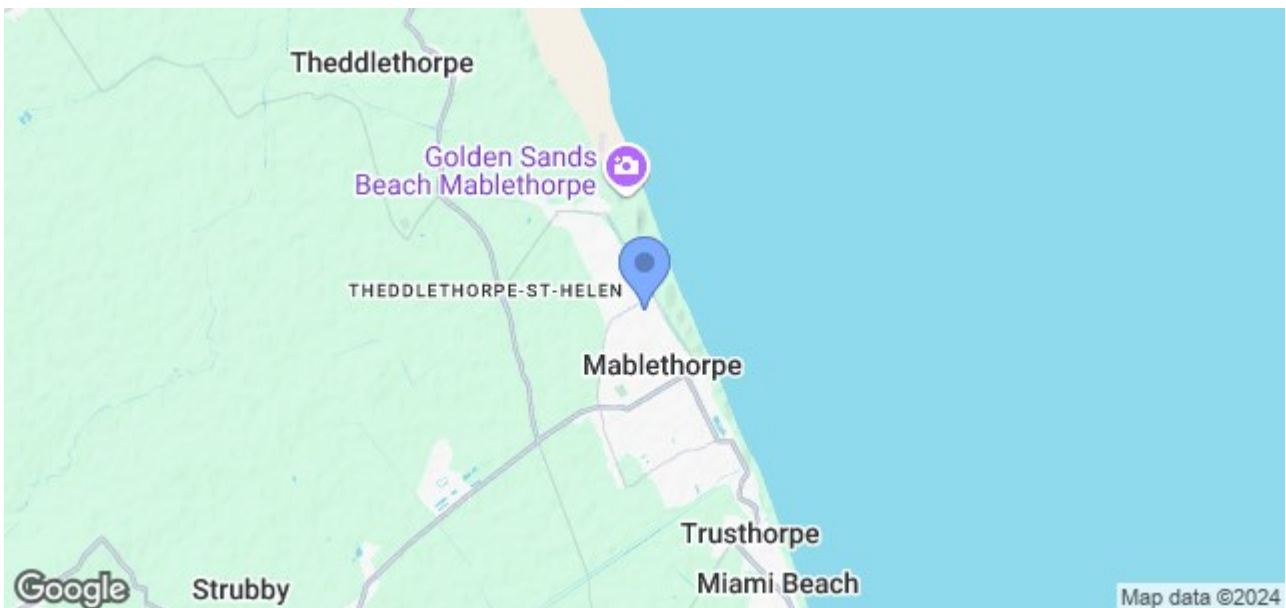 Theddlethorpe
Golden Sands
Beach Mablethorpe
THEDDLETHORPE-ST-HELEN
Mablethorpe
Trusthorpe
Miami Beach
Strubby
Google
Map data ©2024